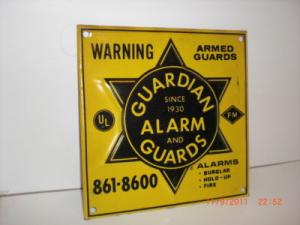 WARNING
ARMED
GUARDS
GUARDIAN
SINCE
1930
ALARM
AND
GUARDS
UL
FM
861-8600
ALARMS
• BURGLAR
• HOLD-UP
• FIRE
11/9/2011 22:52